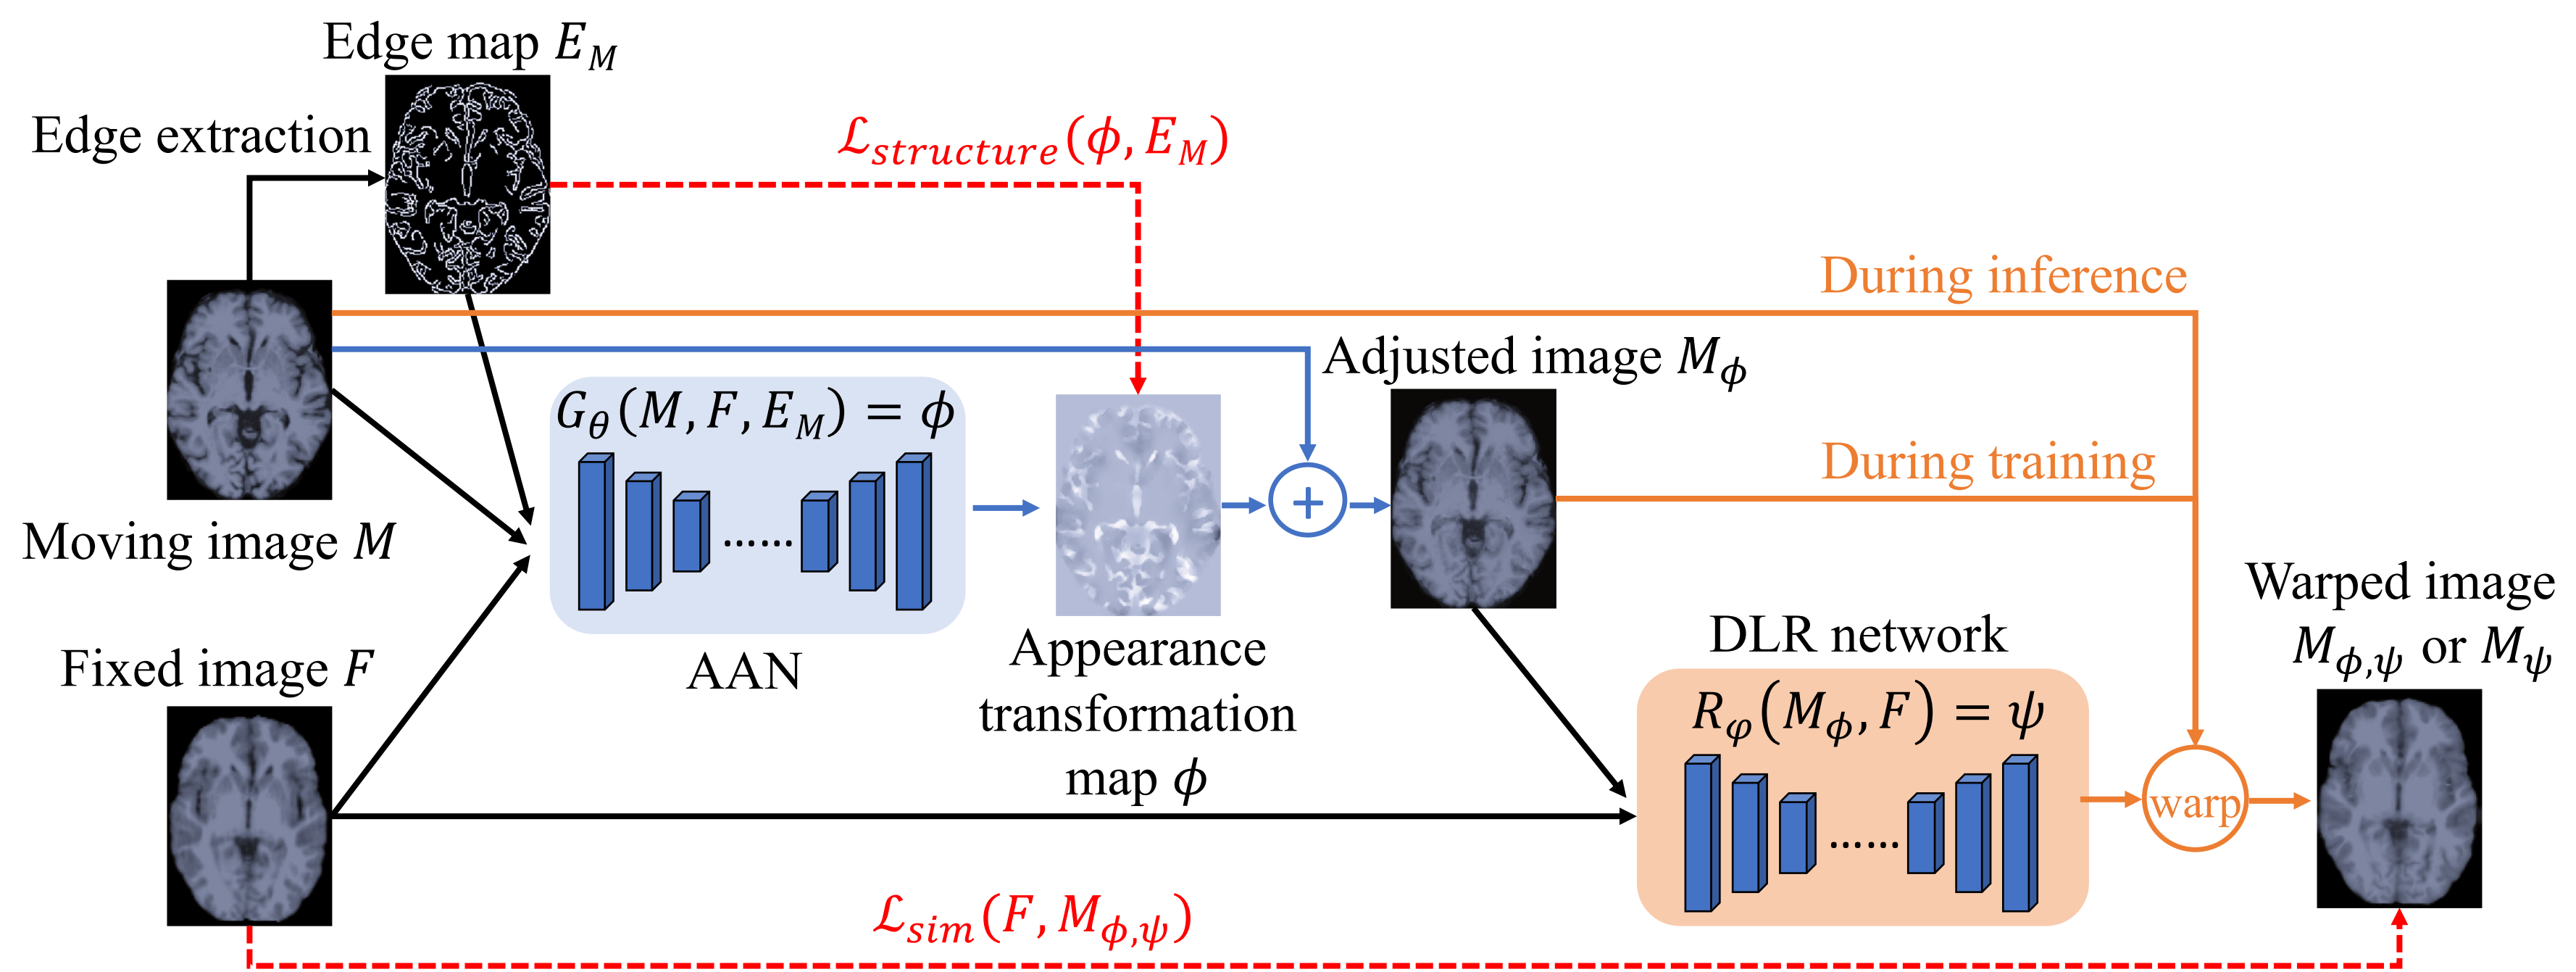 Edge map E_M
Edge extraction
ℒ_structure(ϕ, E_M)
During inference
Adjusted image M_ϕ
G_θ(M, F, E_M) = ϕ
......
+
During training
Moving image M
Warped image
M_ϕ,ψ or M_ψ
Fixed image F
AAN
Appearance
transformation
map ϕ
DLR network
R_φ(M_ϕ, F) = ψ
......
warp
ℒ_sim(F, M_ϕ,ψ)